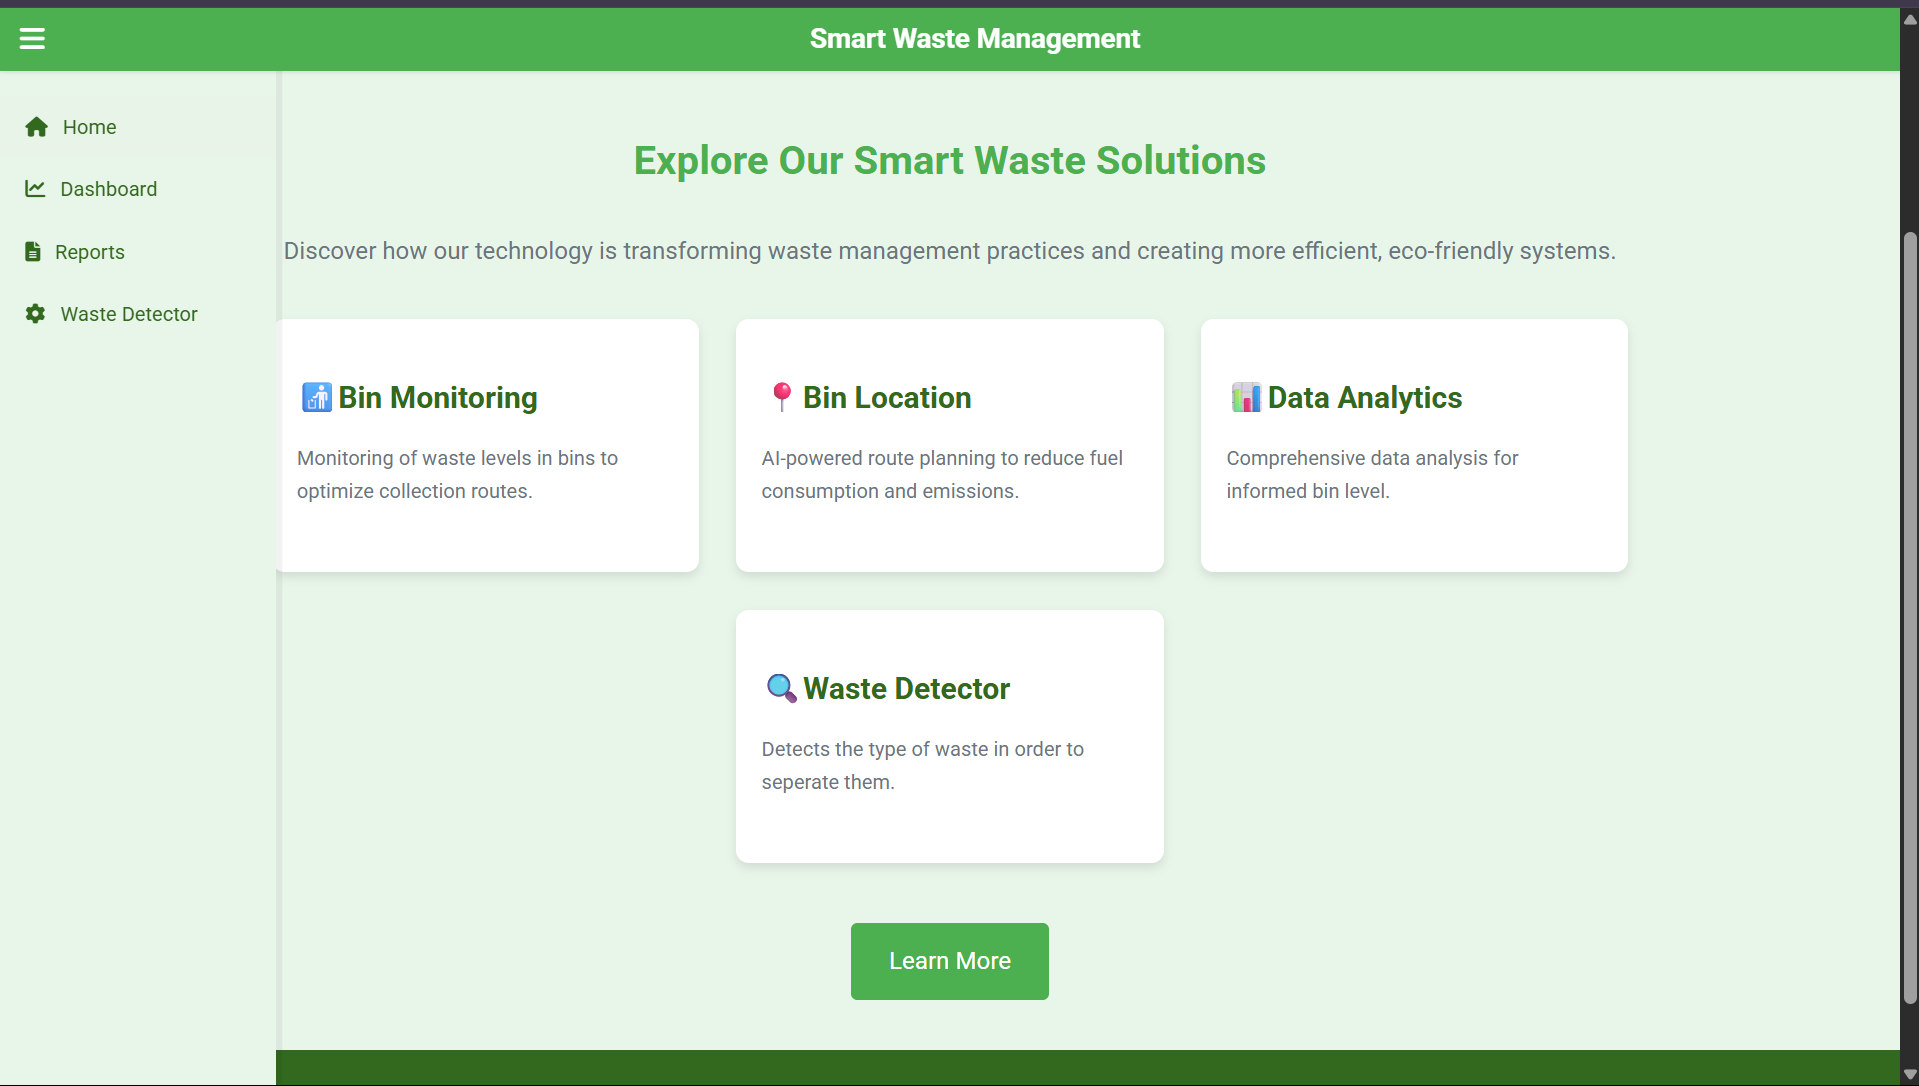 Smart Waste Management
Home
Dashboard
Reports
Waste Detector
Explore Our Smart Waste Solutions
Discover how our technology is transforming waste management practices and creating more efficient, eco-friendly systems.
Bin Monitoring
Monitoring of waste levels in bins to
optimize collection routes.
Bin Location
AI-powered route planning to reduce fuel
consumption and emissions.
Data Analytics
Comprehensive data analysis for
informed bin level.
Waste Detector
Detects the type of waste in order to
seperate them.
Learn More